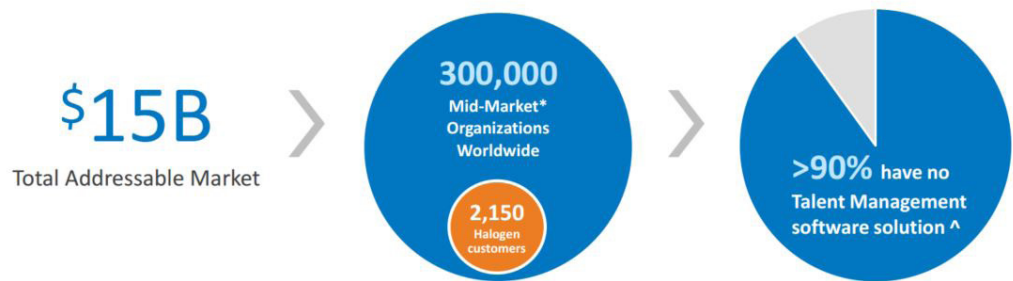 $15B
Total Addressable Market
300,000
Mid-Market*
Organizations
Worldwide
2,150
Halogen
customers
>90% have no
Talent Management
software solution ^